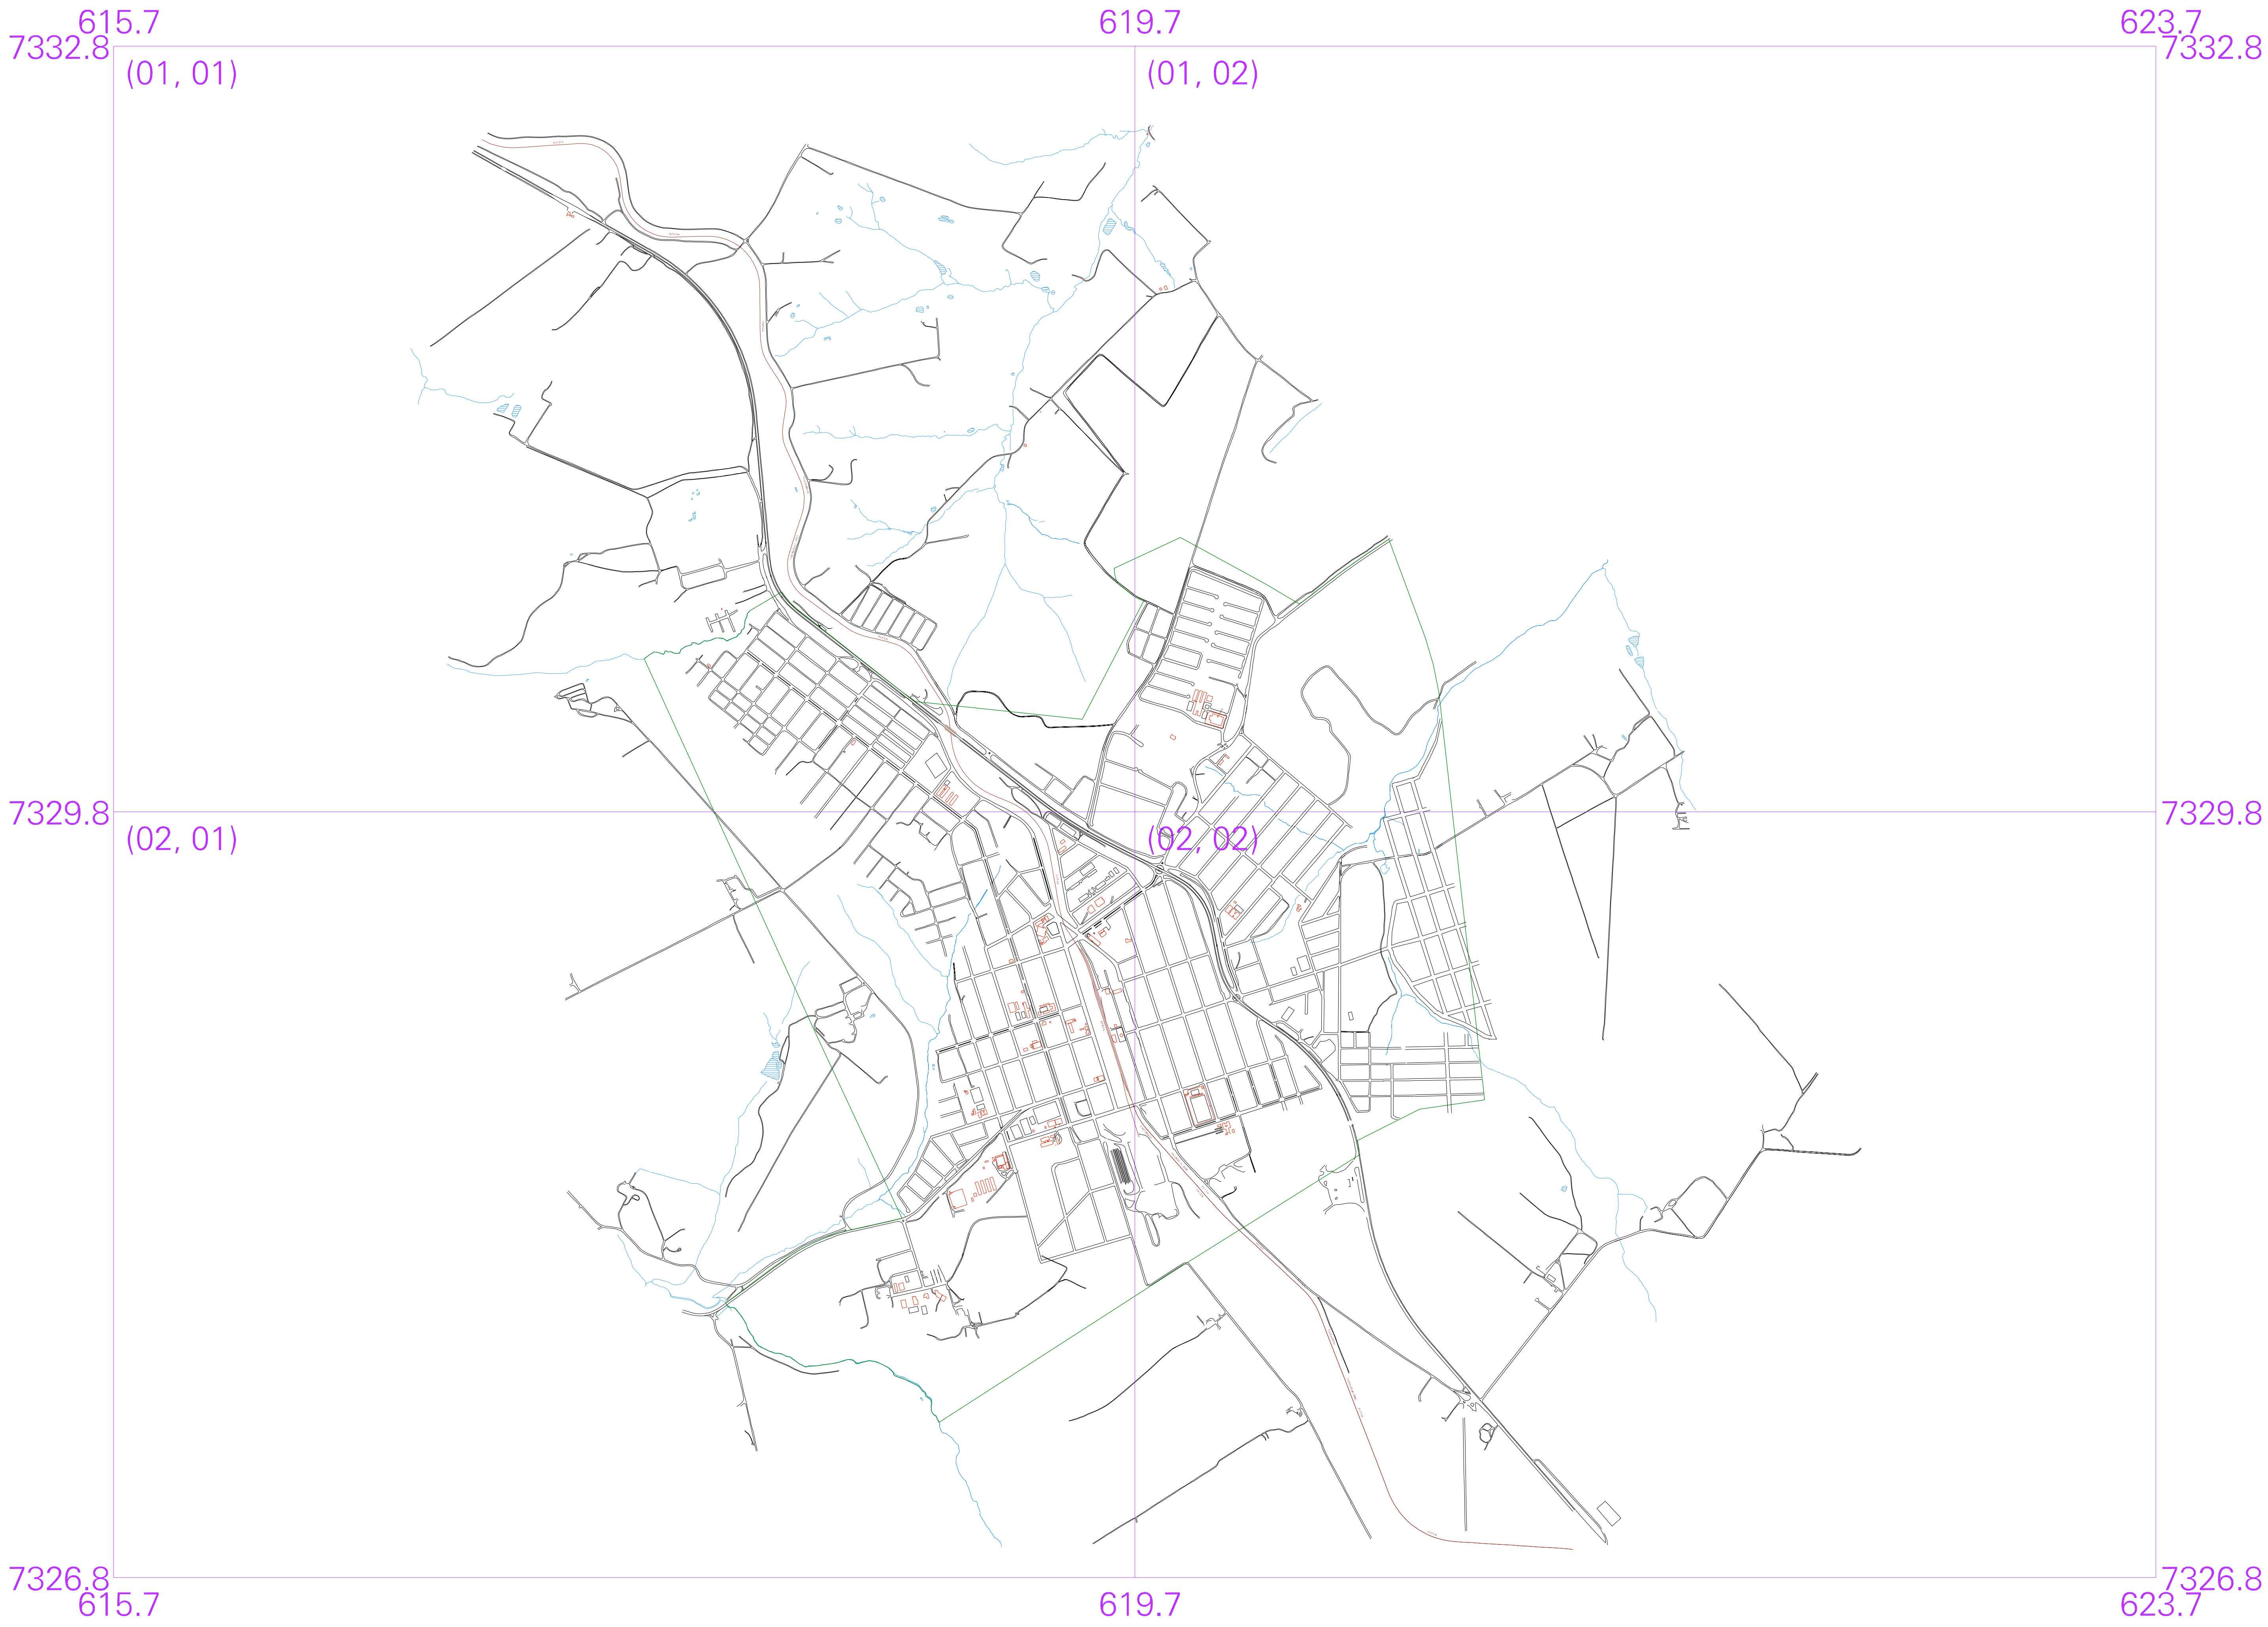 615.7 619.7 623.7
7332.8 7332.8
(01, 01) (01, 02)
7329.8 7329.8
(02, 01) (02, 02)
7326.8 7326.8
615.7 619.7 623.7